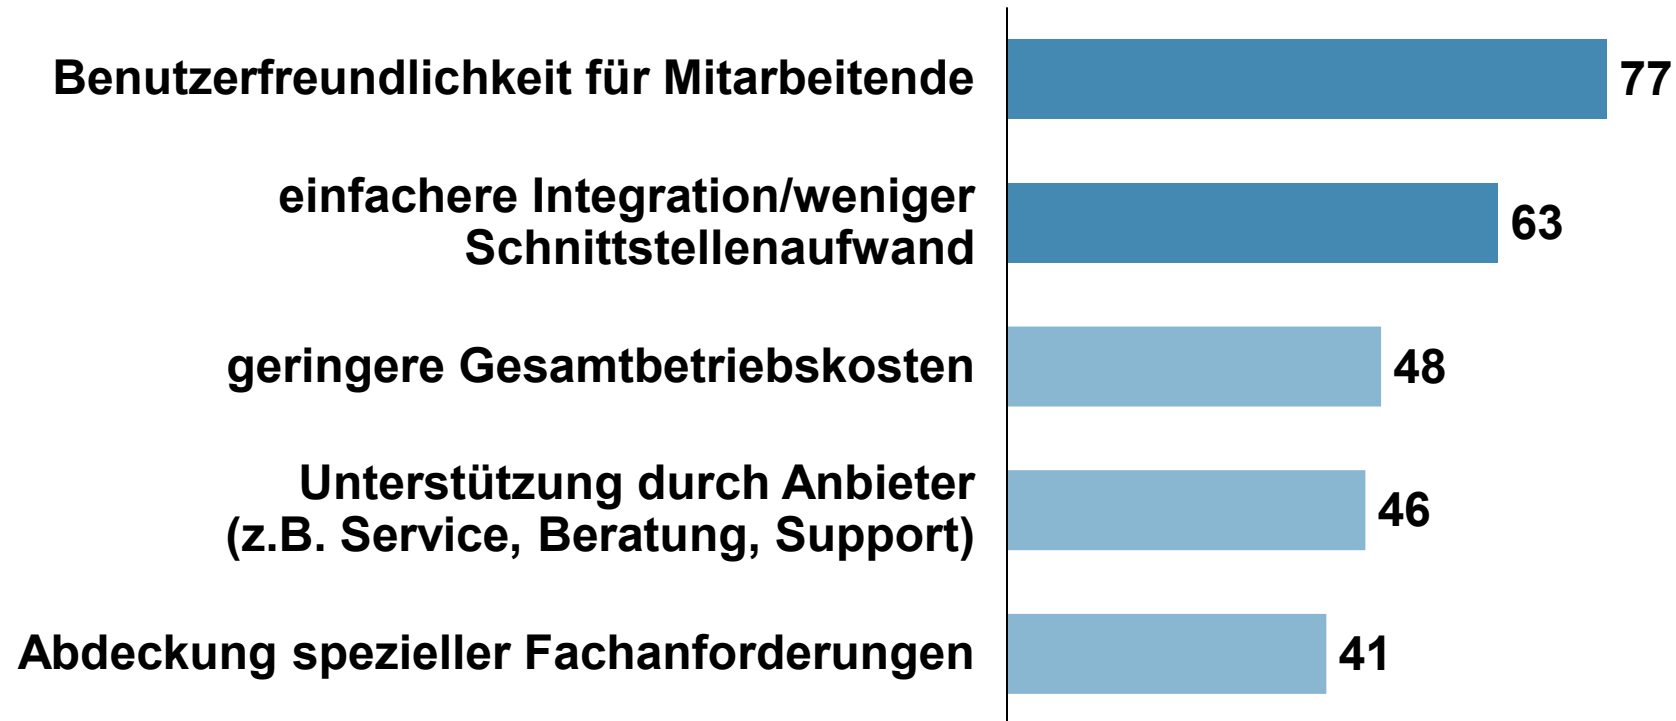 Benutzerfreundlichkeit für Mitarbeitende 77
einfachere Integration/weniger
Schnittstellenaufwand 63
geringere Gesamtbetriebskosten 48
Unterstützung durch Anbieter
(z.B. Service, Beratung, Support) 46
Abdeckung spezieller Fachanforderungen 41